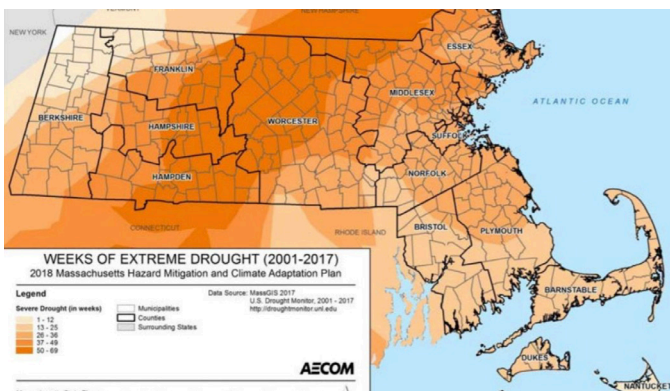 VERMONT
NEW HAMPSHIRE
NEW YORK
ESSEX
FRANKLIN
MIDDLESEX
ATLANTIC OCEAN
BERKSHIRE
HAMPSHIRE
WORCESTER
SUFFOLK
HAMPDEN
NORFOLK
CONNECTICUT
RHODE ISLAND
BRISTOL
PLYMOUTH
BARNSTABLE
DUKES
NANTUCKET
WEEKS OF EXTREME DROUGHT (2001-2017)
2018 Massachusetts Hazard Mitigation and Climate Adaptation Plan
Legend
Severe Drought (in weeks)
1 - 12
13 - 25
26 - 36
37 - 49
50 - 69
Municipalities
Counties
Surrounding States
Data Source: MassGIS 2017
U.S. Drought Monitor, 2001 - 2017
http://droughtmonitor.unl.edu
AECOM